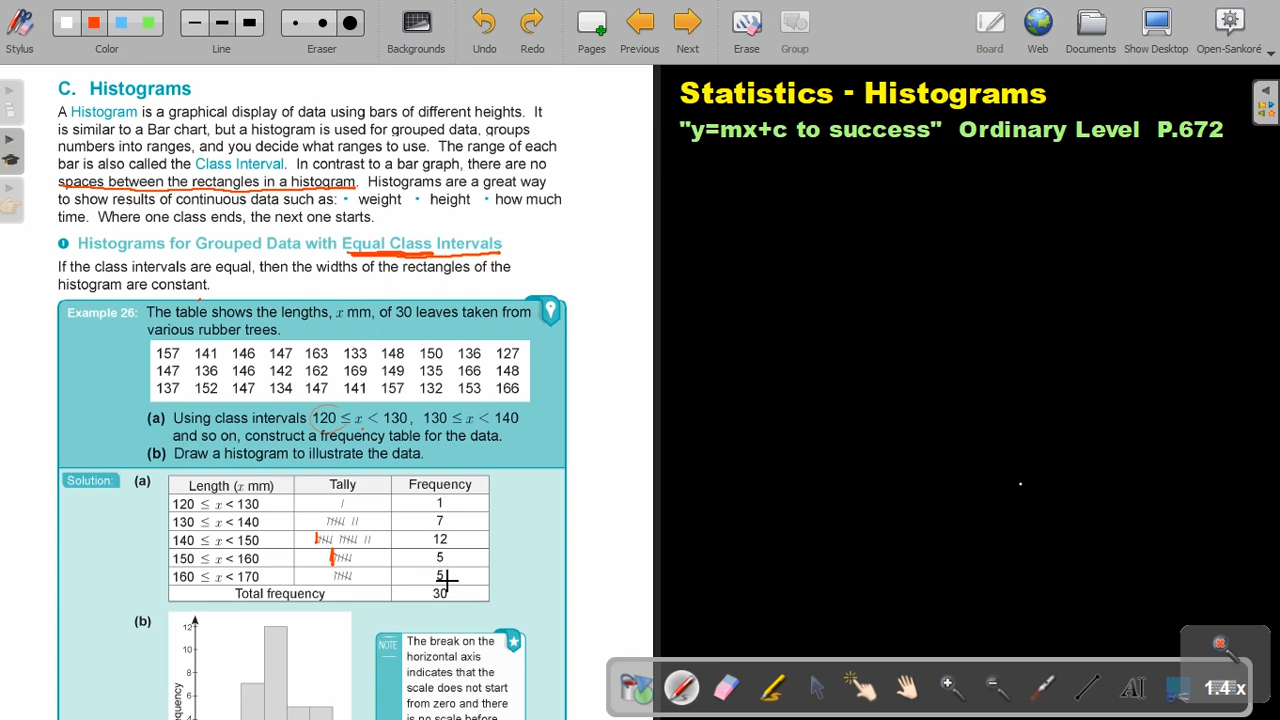 Stylus Color Line Eraser Backgrounds Undo Redo Pages Previous Next Erase Group Board Web Documents Show Desktop Open-Sankoré
C. Histograms
A Histogram is a graphical display of data using bars of different heights. It
is similar to a Bar chart, but a histogram is used for grouped data, groups
numbers into ranges, and you decide what ranges to use. The range of each
bar is also called the Class Interval. In contrast to a bar graph, there are no
spaces between the rectangles in a histogram. Histograms are a great way
to show results of continuous data such as: • weight • height • how much
time. Where one class ends, the next one starts.
1 Histograms for Grouped Data with Equal Class Intervals
If the class intervals are equal, then the widths of the rectangles of the
histogram are constant.
Example 26: The table shows the lengths, x mm, of 30 leaves taken from
various rubber trees.
157 141 146 147 163 133 148 150 136 127
147 136 146 142 162 169 149 135 166 148
137 152 147 134 147 141 157 132 153 166
(a) Using class intervals 120 ≤ x < 130, 130 ≤ x < 140
and so on, construct a frequency table for the data.
(b) Draw a histogram to illustrate the data.
Solution: (a)
Length (x mm) Tally Frequency
120 ≤ x < 130 1
130 ≤ x < 140 7
140 ≤ x < 150 12
150 ≤ x < 160 5
160 ≤ x < 170 5
Total frequency 30
(b)
12
10
8
6
4
NOTE
The break on the
horizontal axis
indicates that the
scale does not start
from zero and there
is no scale before
Statistics - Histograms
"y=mx+c to success" Ordinary Level P.672
1.4 x